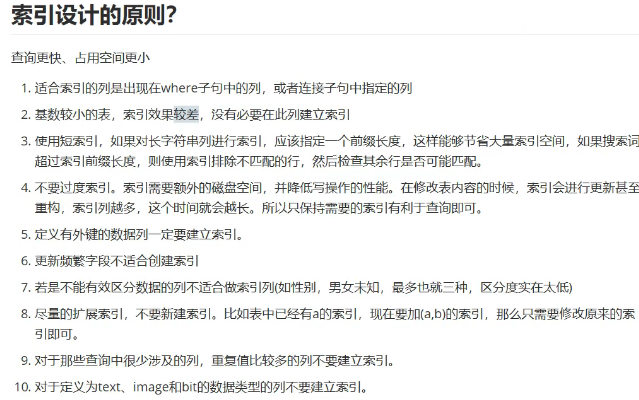 索引设计的原则?
查询更快、占用空间更小
1. 适合索引的列是出现在where子句中的列，或者连接子句中指定的列
2. 基数较小的表，索引效果较差，没有必要在此列建立索引
3. 使用短索引，如果对长字符串列进行索引，应该指定一个前缀长度，这样能够节省大量索引空间，如果搜索词
超过索引前缀长度，则使用索引排除不匹配的行，然后检查其余行是否可能匹配。
4. 不要过度索引。索引需要额外的磁盘空间，并降低写操作的性能。在修改表内容的时候，索引会进行更新甚至
重构，索引列越多，这个时间就会越长。所以只保持需要的索引有利于查询即可。
5. 定义有外键的数据列一定要建立索引。
6. 更新频繁字段不适合创建索引
7. 若是不能有效区分数据的列不适合做索引列(如性别，男女未知，最多也就三种，区分度实在太低)
8. 尽量的扩展索引，不要新建索引。比如表中已经有a的索引，现在要加(a,b)的索引，那么只需要修改原来的索
引即可。
9. 对于那些查询中很少涉及的列，重复值比较多的列不要建立索引。
10. 对于定义为text、image和bit的数据类型的列不要建立索引。